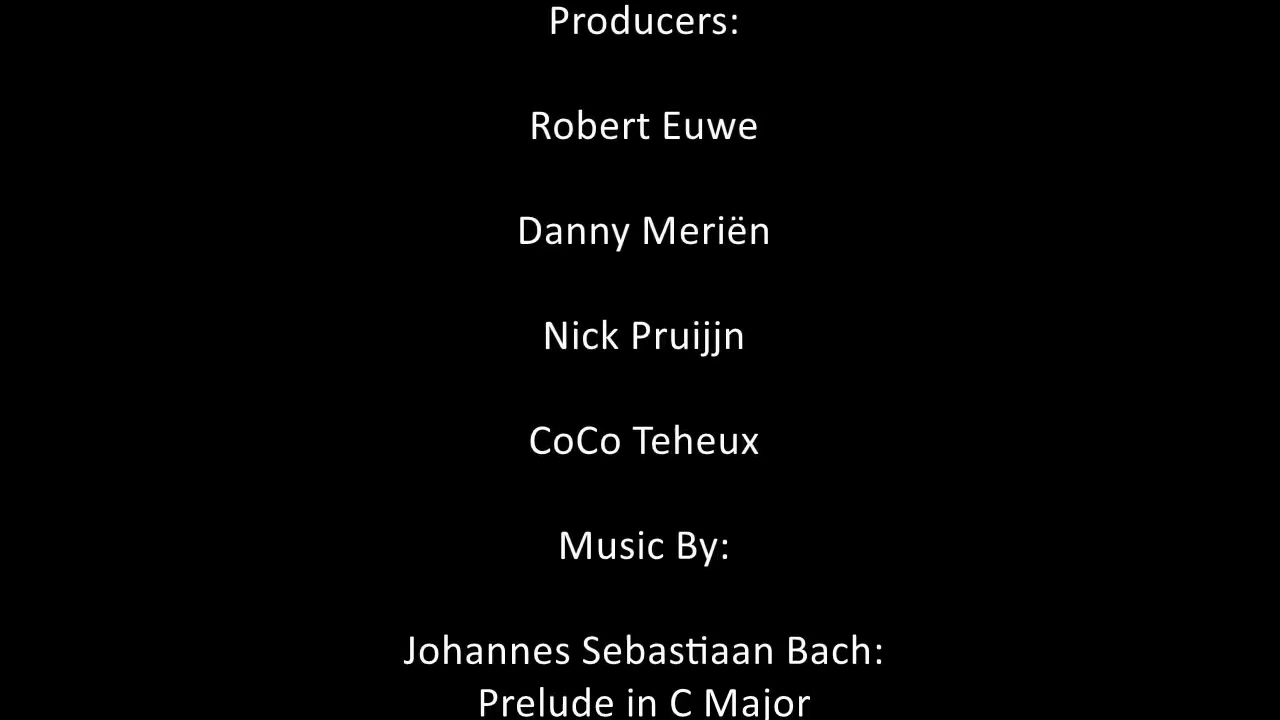 Producers:
Robert Euwe
Danny Meriën
Nick Pruijjn
CoCo Teheux
Music By:
Johannes Sebastiaan Bach:
Prelude in C Major